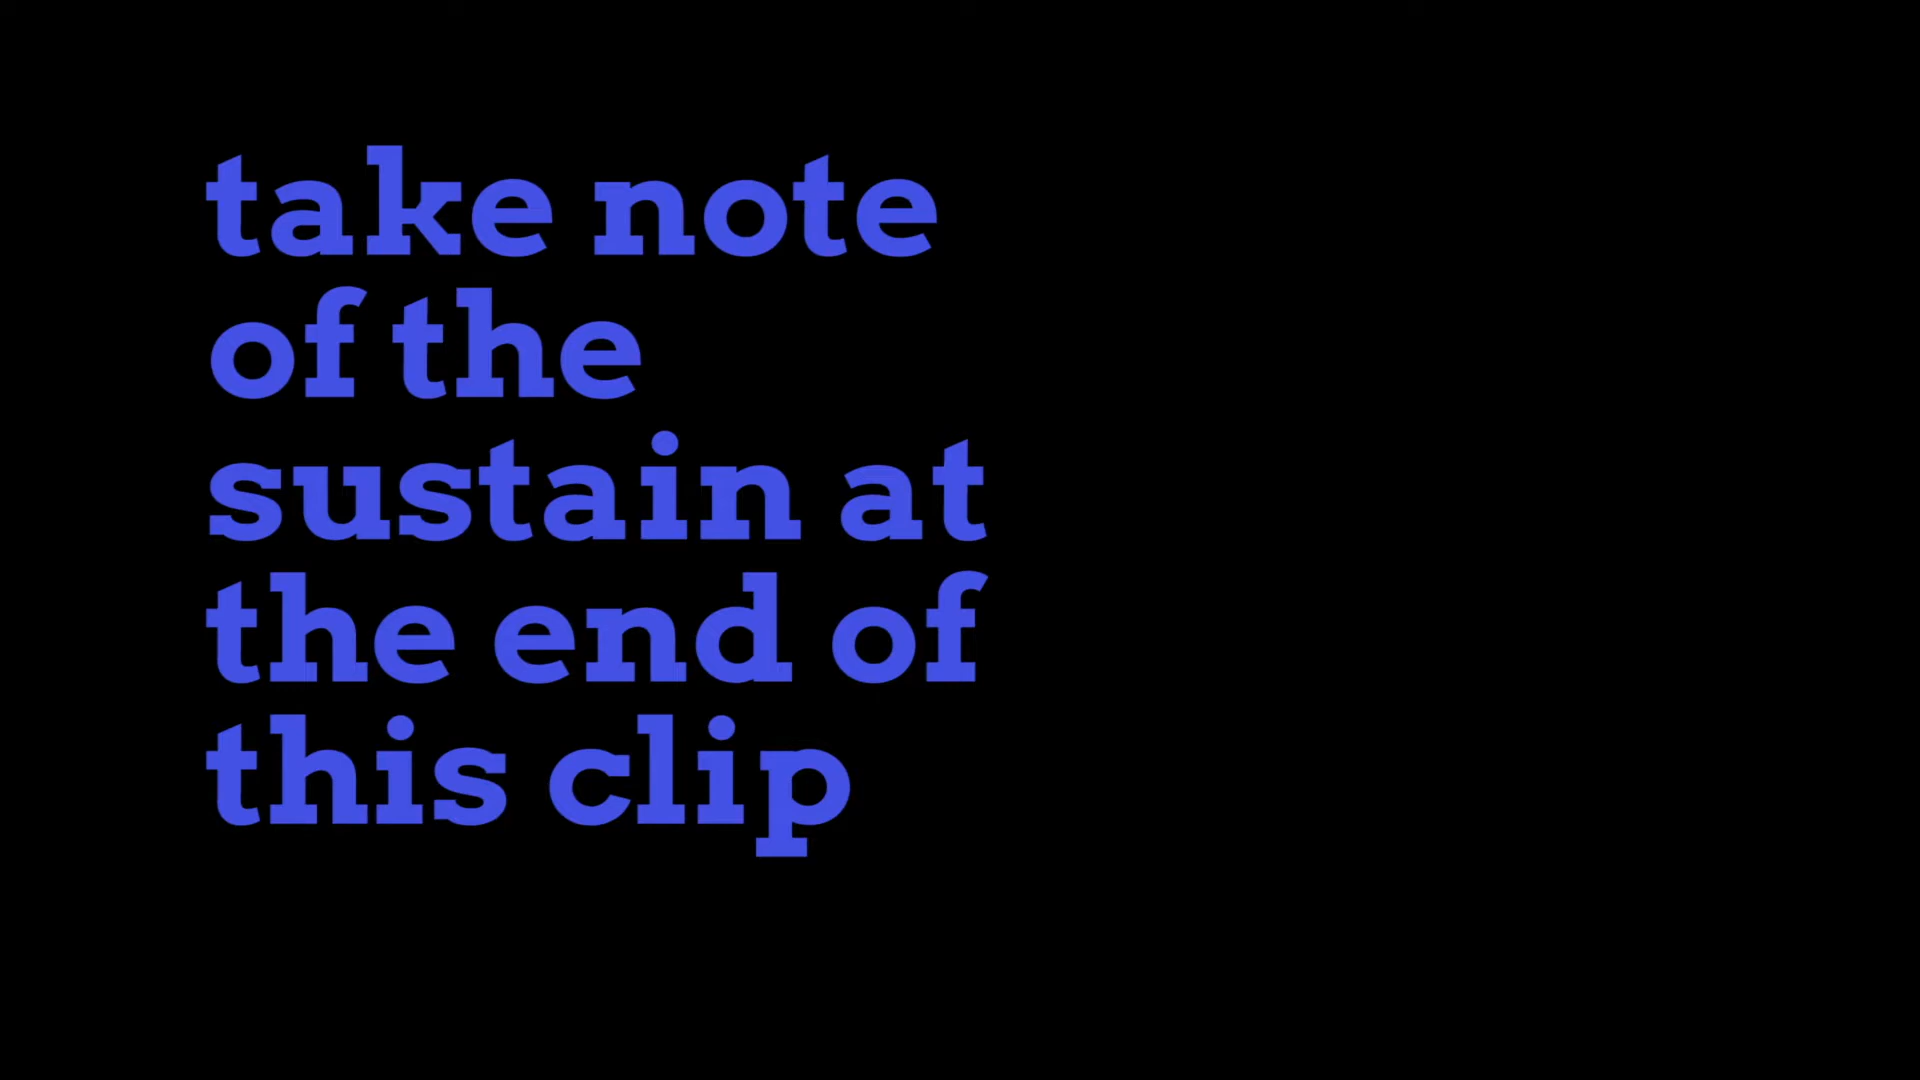 take note
of the
sustain at
the end of
this clip